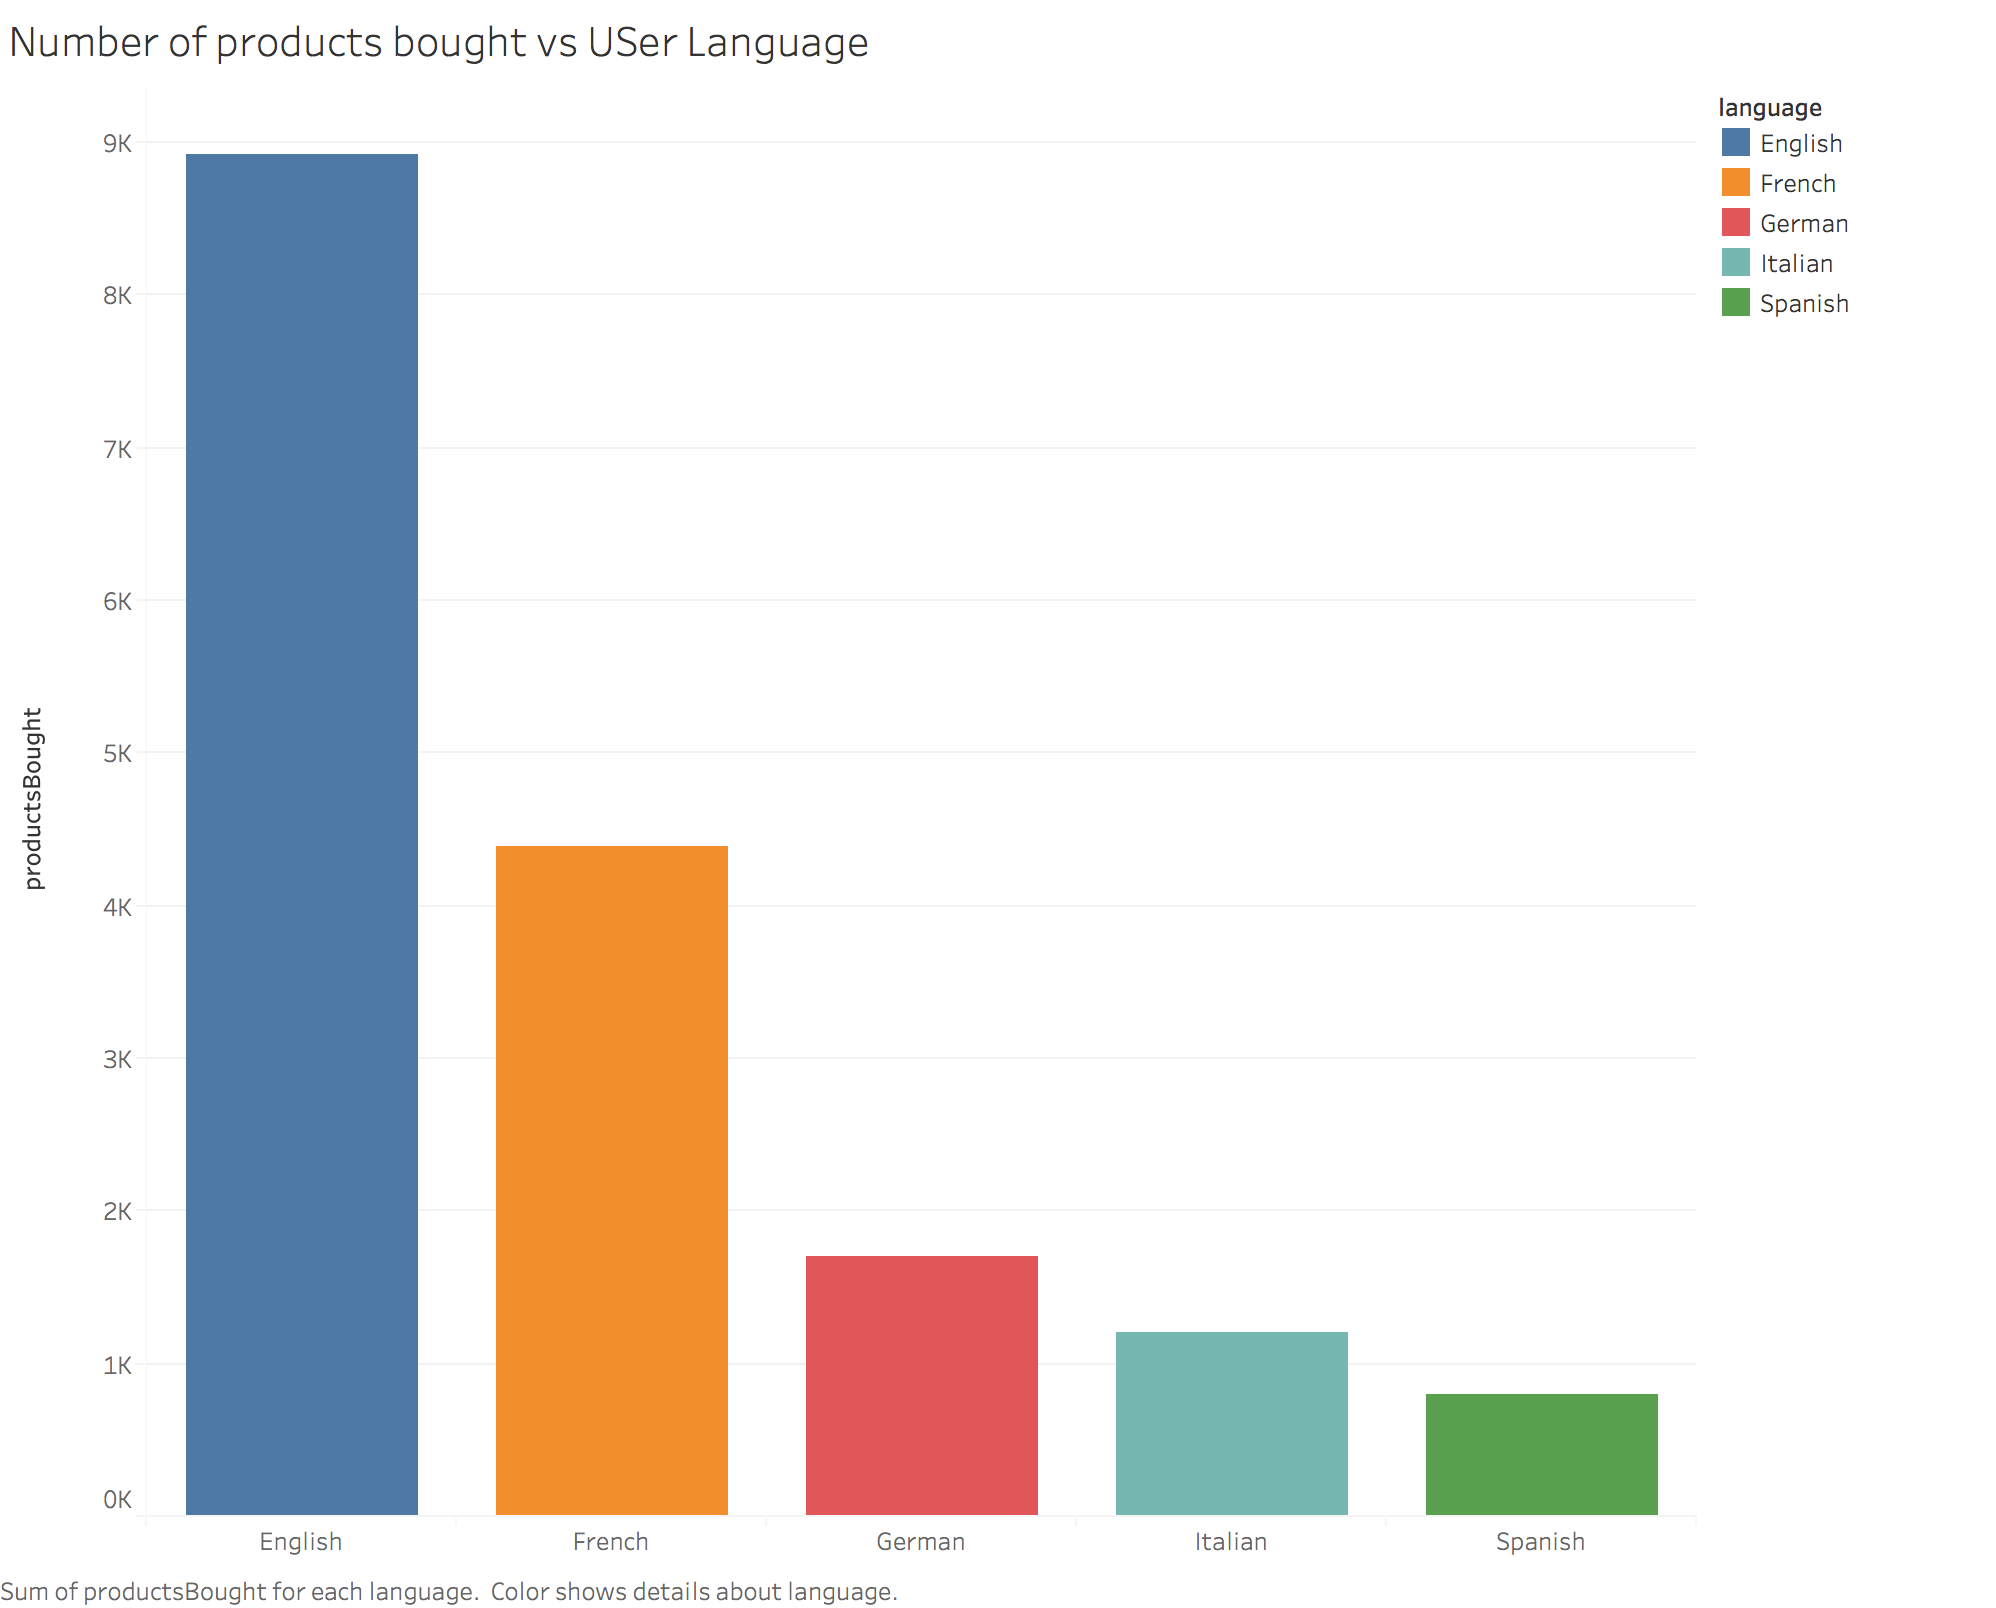 Number of products bought vs USer Language
language
English
French
German
Italian
Spanish
productsBought
9K
8K
7K
6K
5K
4K
3K
2K
1K
0K
English French German Italian Spanish
Sum of productsBought for each language.  Color shows details about language.